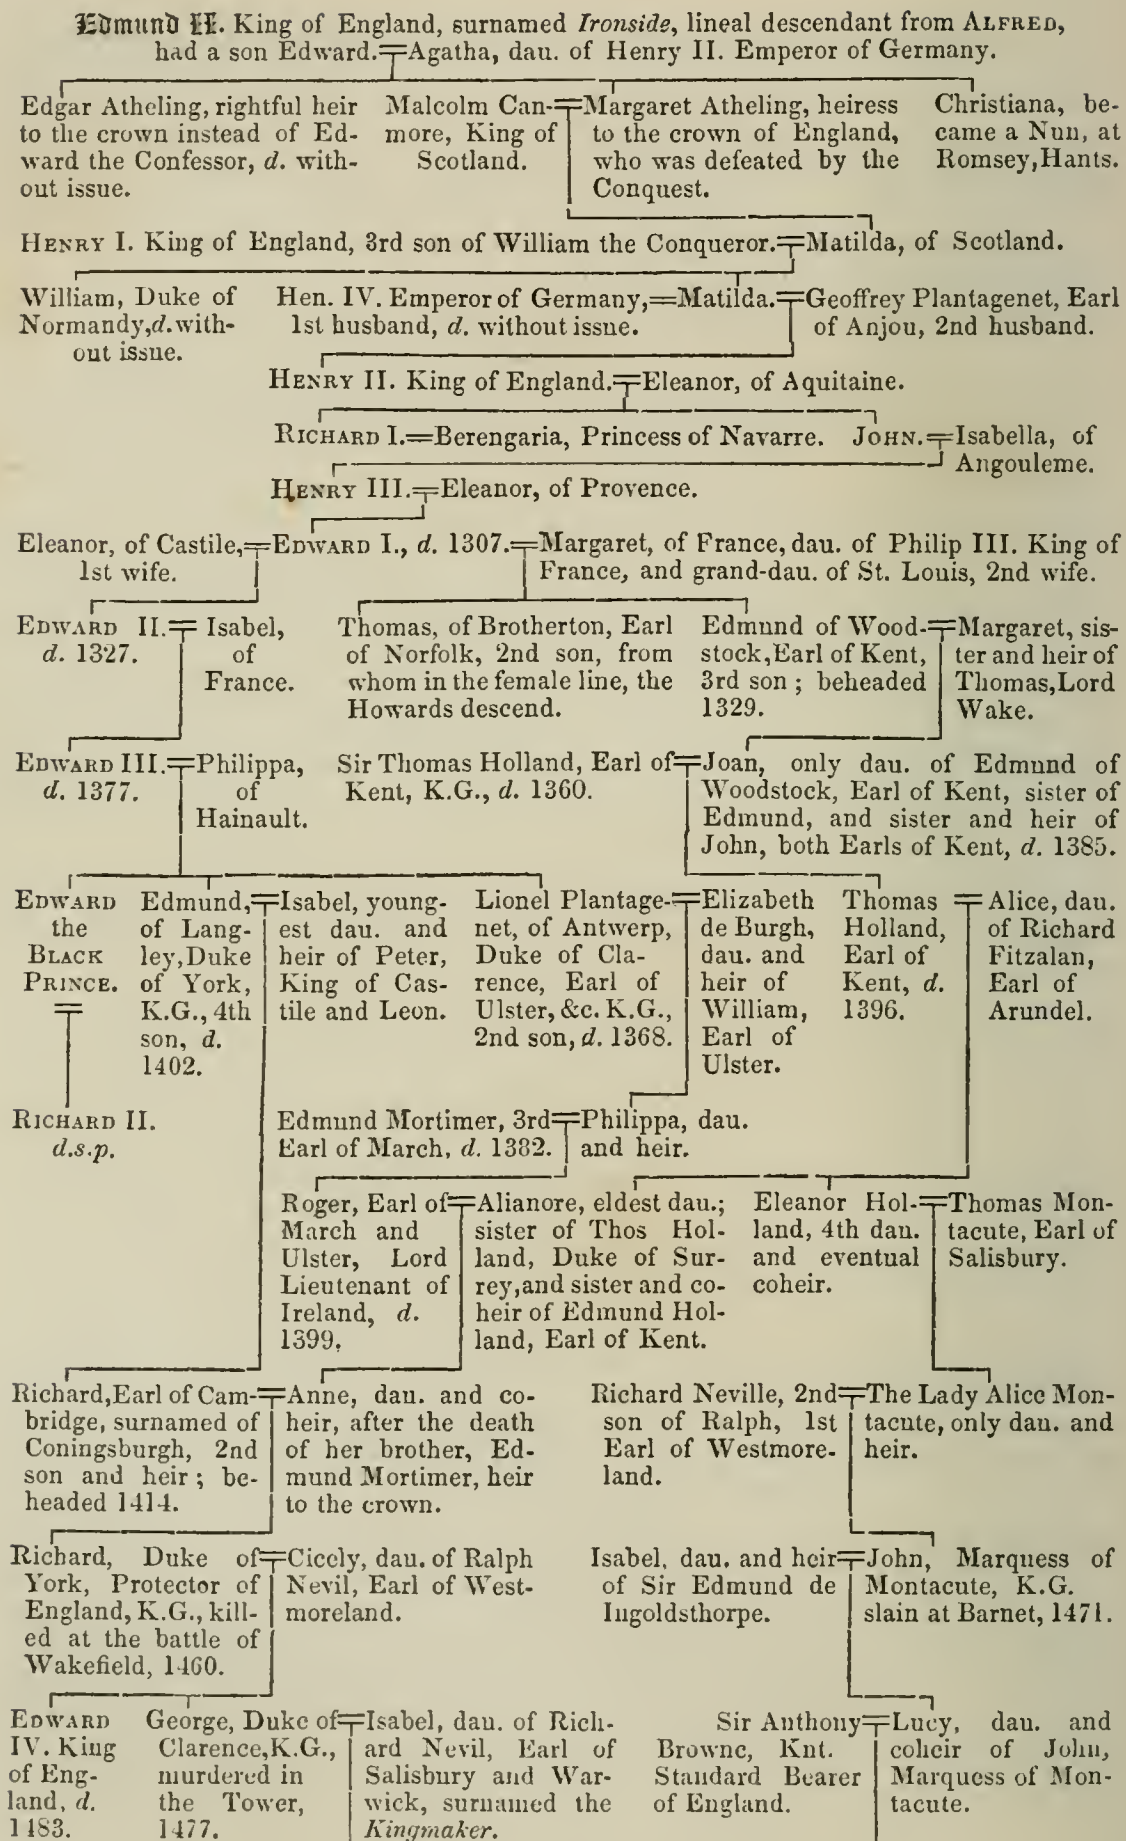 Edmund II. King of England, surnamed Ironside, lineal descendant from ALFRED,
had a son Edward.=Agatha, dau. of Henry II. Emperor of Germany.
Edgar Atheling, rightful heir
to the crown instead of Ed-
ward the Confessor, d. with-
out issue.
Malcolm Can-
more, King of
Scotland.
=Margaret Atheling, heiress
to the crown of England,
who was defeated by the
Conquest.
Christiana, be-
came a Nun, at
Romsey, Hants.
HENRY I. King of England, 3rd son of William the Conqueror.=Matilda, of Scotland.
William, Duke of
Normandy, d. with-
out issue.
Hen. IV. Emperor of Germany,
1st husband, d. without issue.
=Matilda.=
Geoffrey Plantagenet, Earl
of Anjou, 2nd husband.
HENRY II. King of England.=Eleanor, of Aquitaine.
RICHARD I.=Berengaria, Princess of Navarre.
JOHN.=Isabella, of
Angouleme.
HENRY III.=Eleanor, of Provence.
Eleanor, of Castile,
1st wife.
=EDWARD I., d. 1307.=
Margaret, of France, dau. of Philip III. King of
France, and grand-dau. of St. Louis, 2nd wife.
EDWARD II.
d. 1327.
=Isabel,
of
France.
Thomas, of Brotherton, Earl
of Norfolk, 2nd son, from
whom in the female line, the
Howards descend.
Edmund of Wood-
stock, Earl of Kent,
3rd son; beheaded
1329.
=Margaret, sis-
ter and heir of
Thomas, Lord
Wake.
EDWARD III.
d. 1377.
=Philippa,
of
Hainault.
Sir Thomas Holland, Earl of
Kent, K.G., d. 1360.
=Joan, only dau. of Edmund of
Woodstock, Earl of Kent, sister of
Edmund, and sister and heir of
John, both Earls of Kent, d. 1385.
EDWARD
the
BLACK
PRINCE.
=
Edmund,
of Lang-
ley, Duke
of York,
K.G., 4th
son, d.
1402.
=Isabel, young-
est dau. and
heir of Peter,
King of Cas-
tile and Leon.
Lionel Plantage-
net, of Antwerp,
Duke of Cla-
rence, Earl of
Ulster, &c. K.G.,
2nd son, d. 1368.
=Elizabeth
de Burgh,
dau. and
heir of
William,
Earl of
Ulster.
Thomas
Holland,
Earl of
Kent, d.
1396.
=Alice, dau.
of Richard
Fitzalan,
Earl of
Arundel.
RICHARD II.
d.s.p.
Edmund Mortimer, 3rd
Earl of March, d. 1382.
=Philippa, dau.
and heir.
Roger, Earl of
March and
Ulster, Lord
Lieutenant of
Ireland, d.
1399.
=Alianore, eldest dau.;
sister of Thos Hol-
land, Duke of Sur-
rey, and sister and co-
heir of Edmund Hol-
land, Earl of Kent.
Eleanor Hol-
land, 4th dau.
and eventual
coheir.
=Thomas Mon-
tacute, Earl of
Salisbury.
Richard, Earl of Cam-
bridge, surnamed of
Coningsburgh, 2nd
son and heir; be-
headed 1414.
=Anne, dau. and co-
heir, after the death
of her brother, Ed-
mund Mortimer, heir
to the crown.
Richard Neville, 2nd
son of Ralph, 1st
Earl of Westmore-
land.
=The Lady Alice Mon-
tacute, only dau. and
heir.
Richard, Duke of
York, Protector of
England, K.G., kill-
ed at the battle of
Wakefield, 1460.
=Cicely, dau. of Ralph
Nevil, Earl of West-
moreland.
Isabel, dau. and heir
of Sir Edmund de
Ingoldsthorpe.
=John, Marquess of
Montacute, K.G.
slain at Barnet, 1471.
EDWARD
IV. King
of Eng-
land, d.
1483.
George, Duke of
Clarence, K.G.,
murdered in
the Tower,
1477.
=Isabel, dau. of Rich-
ard Nevil, Earl of
Salisbury and War-
wick, surnamed the
Kingmaker.
Sir Anthony
Browne, Knt.
Standard Bearer
of England.
=Lucy, dau. and
coheir of John,
Marquess of Mon-
tacute.